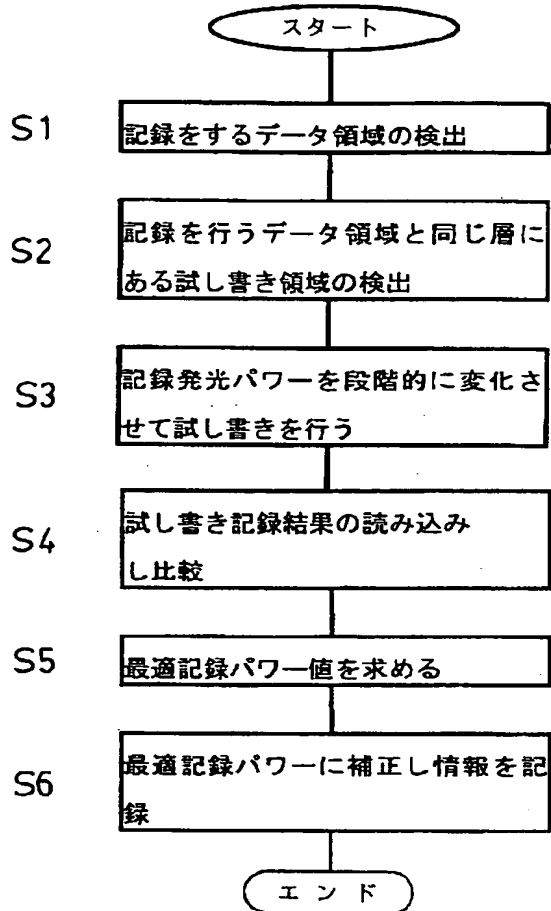 スタート
S1
記録をするデータ領域の検出
S2
記録を行うデータ領域と同じ層に
ある試し書き領域の検出
S3
記録発光パワーを段階的に変化さ
せて試し書きを行う
S4
試し書き記録結果の読み込み
し比較
S5
最適記録パワー値を求める
S6
最適記録パワーに補正し情報を記
録
エンド